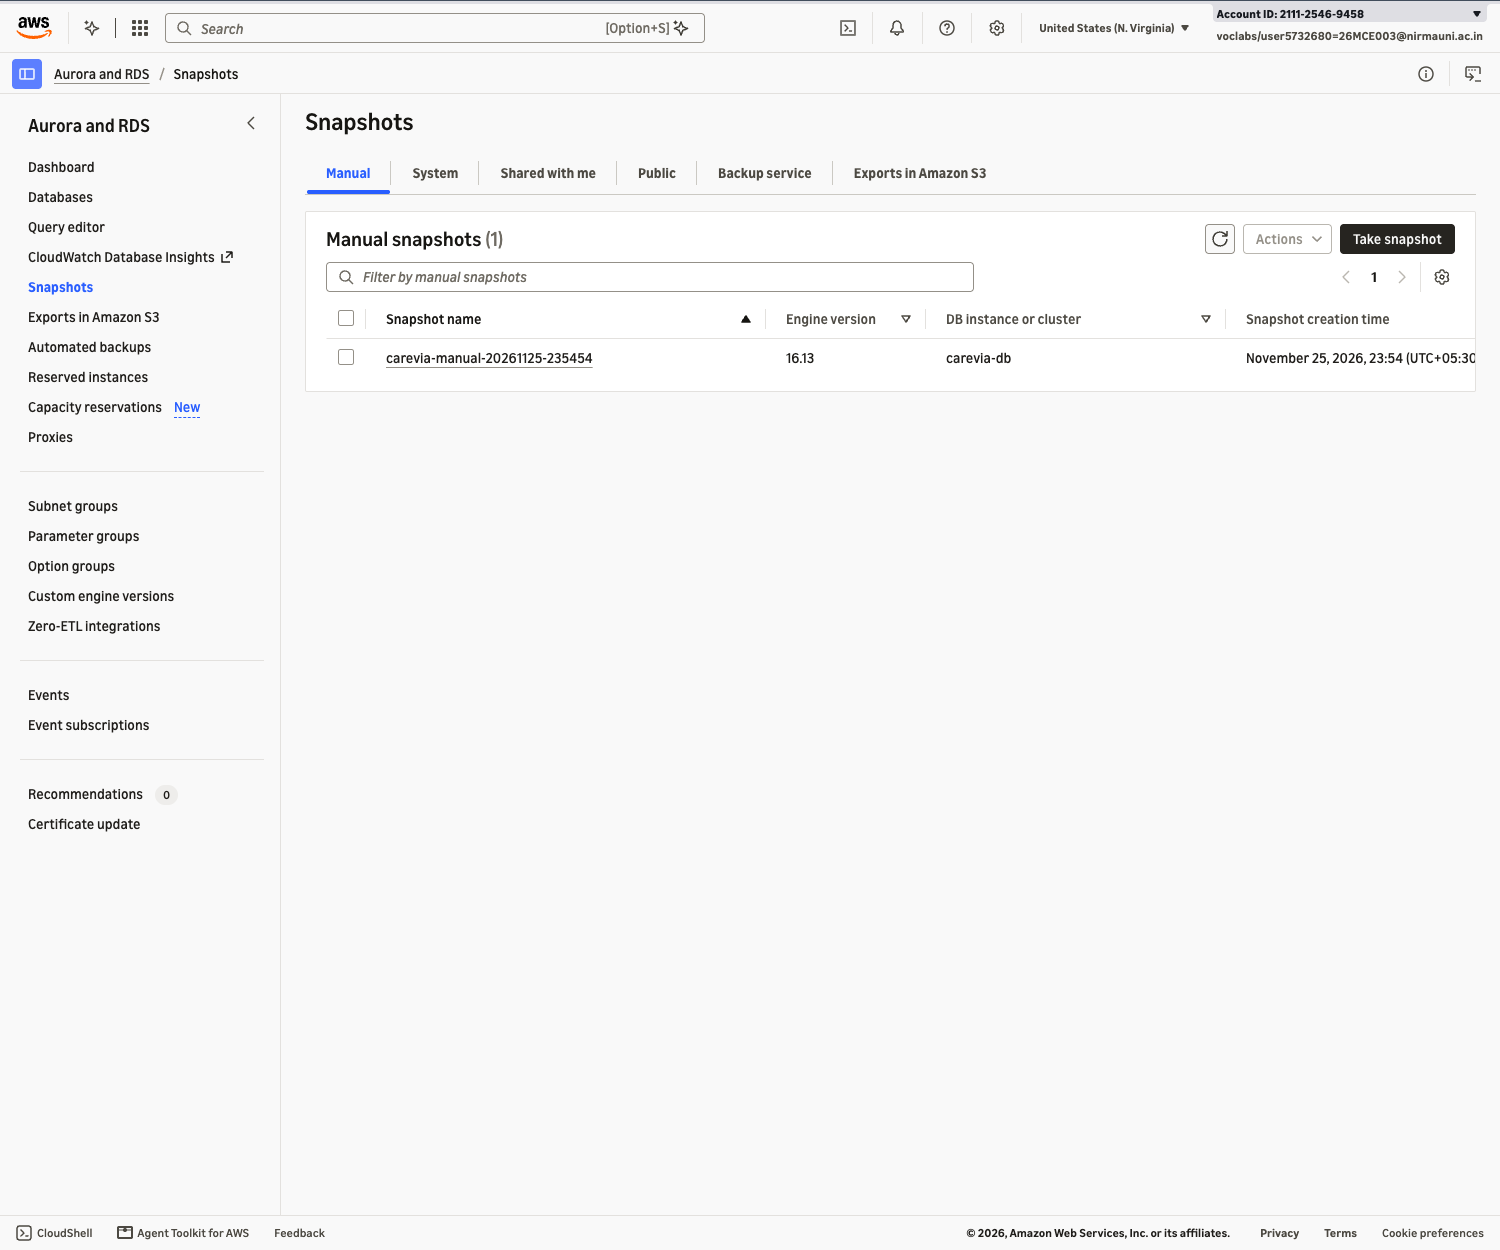 aws
Search
[Option+S]
United States (N. Virginia)
Account ID: 2111-2546-9458
voclabs/user5732680=26MCE003@nirmauni.ac.in
Aurora and RDS / Snapshots
Aurora and RDS
Dashboard
Databases
Query editor
CloudWatch Database Insights
Snapshots
Exports in Amazon S3
Automated backups
Reserved instances
Capacity reservations New
Proxies
Subnet groups
Parameter groups
Option groups
Custom engine versions
Zero-ETL integrations
Events
Event subscriptions
Recommendations 0
Certificate update
Snapshots
Manual System Shared with me Public Backup service Exports in Amazon S3
Manual snapshots (1)
Actions Take snapshot
Filter by manual snapshots
1
Snapshot name Engine version DB instance or cluster Snapshot creation time
carevia-manual-20261125-235454 16.13 carevia-db November 25, 2026, 23:54 (UTC+05:30
CloudShell Agent Toolkit for AWS Feedback © 2026, Amazon Web Services, Inc. or its affiliates. Privacy Terms Cookie preferences